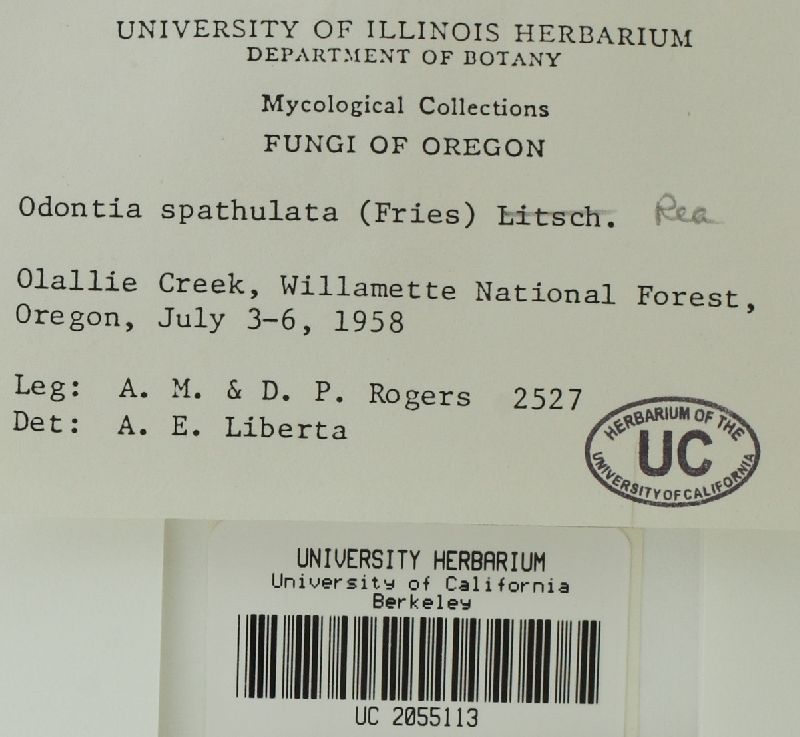 UNIVERSITY OF ILLINOIS HERBARIUM
DEPARTMENT OF BOTANY
Mycological Collections
FUNGI OF OREGON
Odontia spathulata (Fries) Litsch. Rea
Olallie Creek, Willamette National Forest,
Oregon, July 3-6, 1958
Leg: A. M. & D. P. Rogers 2527
Det: A. E. Liberta
HERBARIUM OF THE
UC
UNIVERSITY OF CALIFORNIA
UNIVERSITY HERBARIUM
University of California
Berkeley
UC 2055113